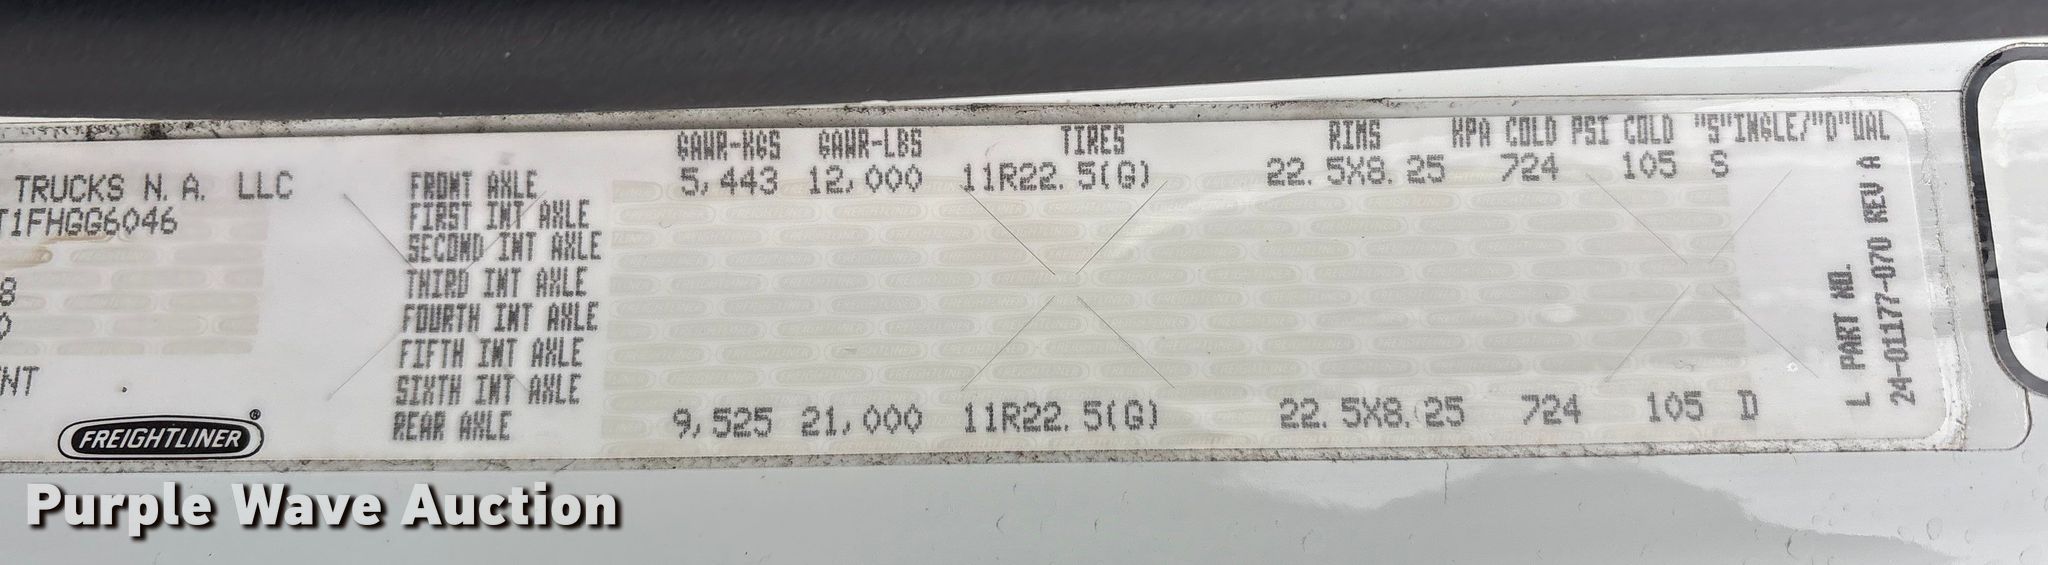 GAWR-KGS GAWR-LBS TIRES RIMS KPA COLD PSI COLD "S"INGLE/"D"UAL
TRUCKS N. A. LLC
T1FHGG6046
8
0
NT
FREIGHTLINER®
FRONT AXLE 5,443 12,000 11R22.5(G) 22.5X8.25 724 105 S
FIRST INT AXLE
SECOND INT AXLE
THIRD INT AXLE
FOURTH INT AXLE
FIFTH INT AXLE
SIXTH INT AXLE
REAR AXLE 9,525 21,000 11R22.5(G) 22.5X8.25 724 105 D
L PART NO.
24-01177-070 REV A
Purple Wave Auction